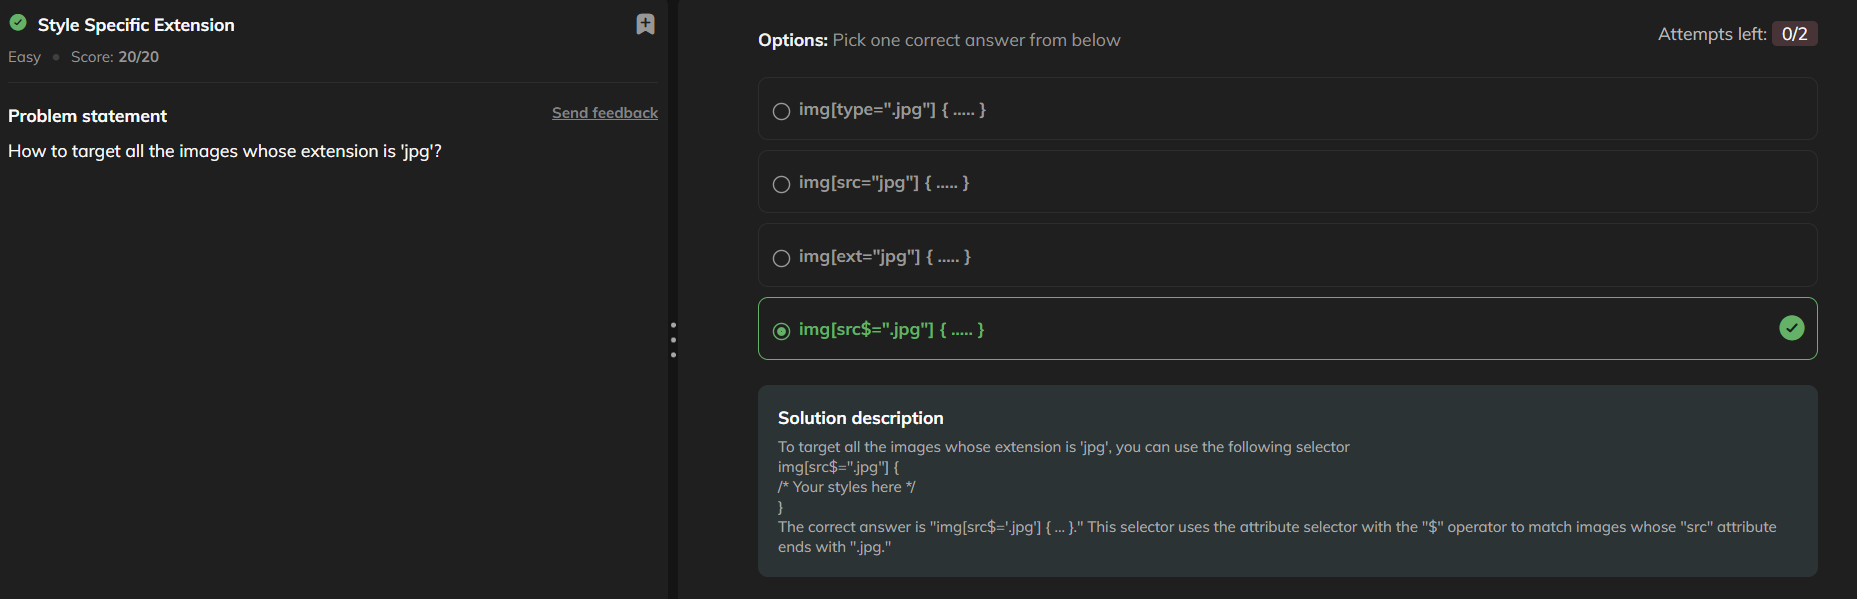 Style Specific Extension
Easy • Score: 20/20
Problem statement
Send feedback
How to target all the images whose extension is 'jpg'?
Options: Pick one correct answer from below
Attempts left: 0/2
img[type=".jpg"] { ..... }
img[src="jpg"] { ..... }
img[ext="jpg"] { ..... }
img[src$=".jpg"] { ..... }
Solution description
To target all the images whose extension is 'jpg', you can use the following selector
img[src$=".jpg"] {
/* Your styles here */
}
The correct answer is "img[src$='.jpg'] { ... }." This selector uses the attribute selector with the "$" operator to match images whose "src" attribute
ends with ".jpg."